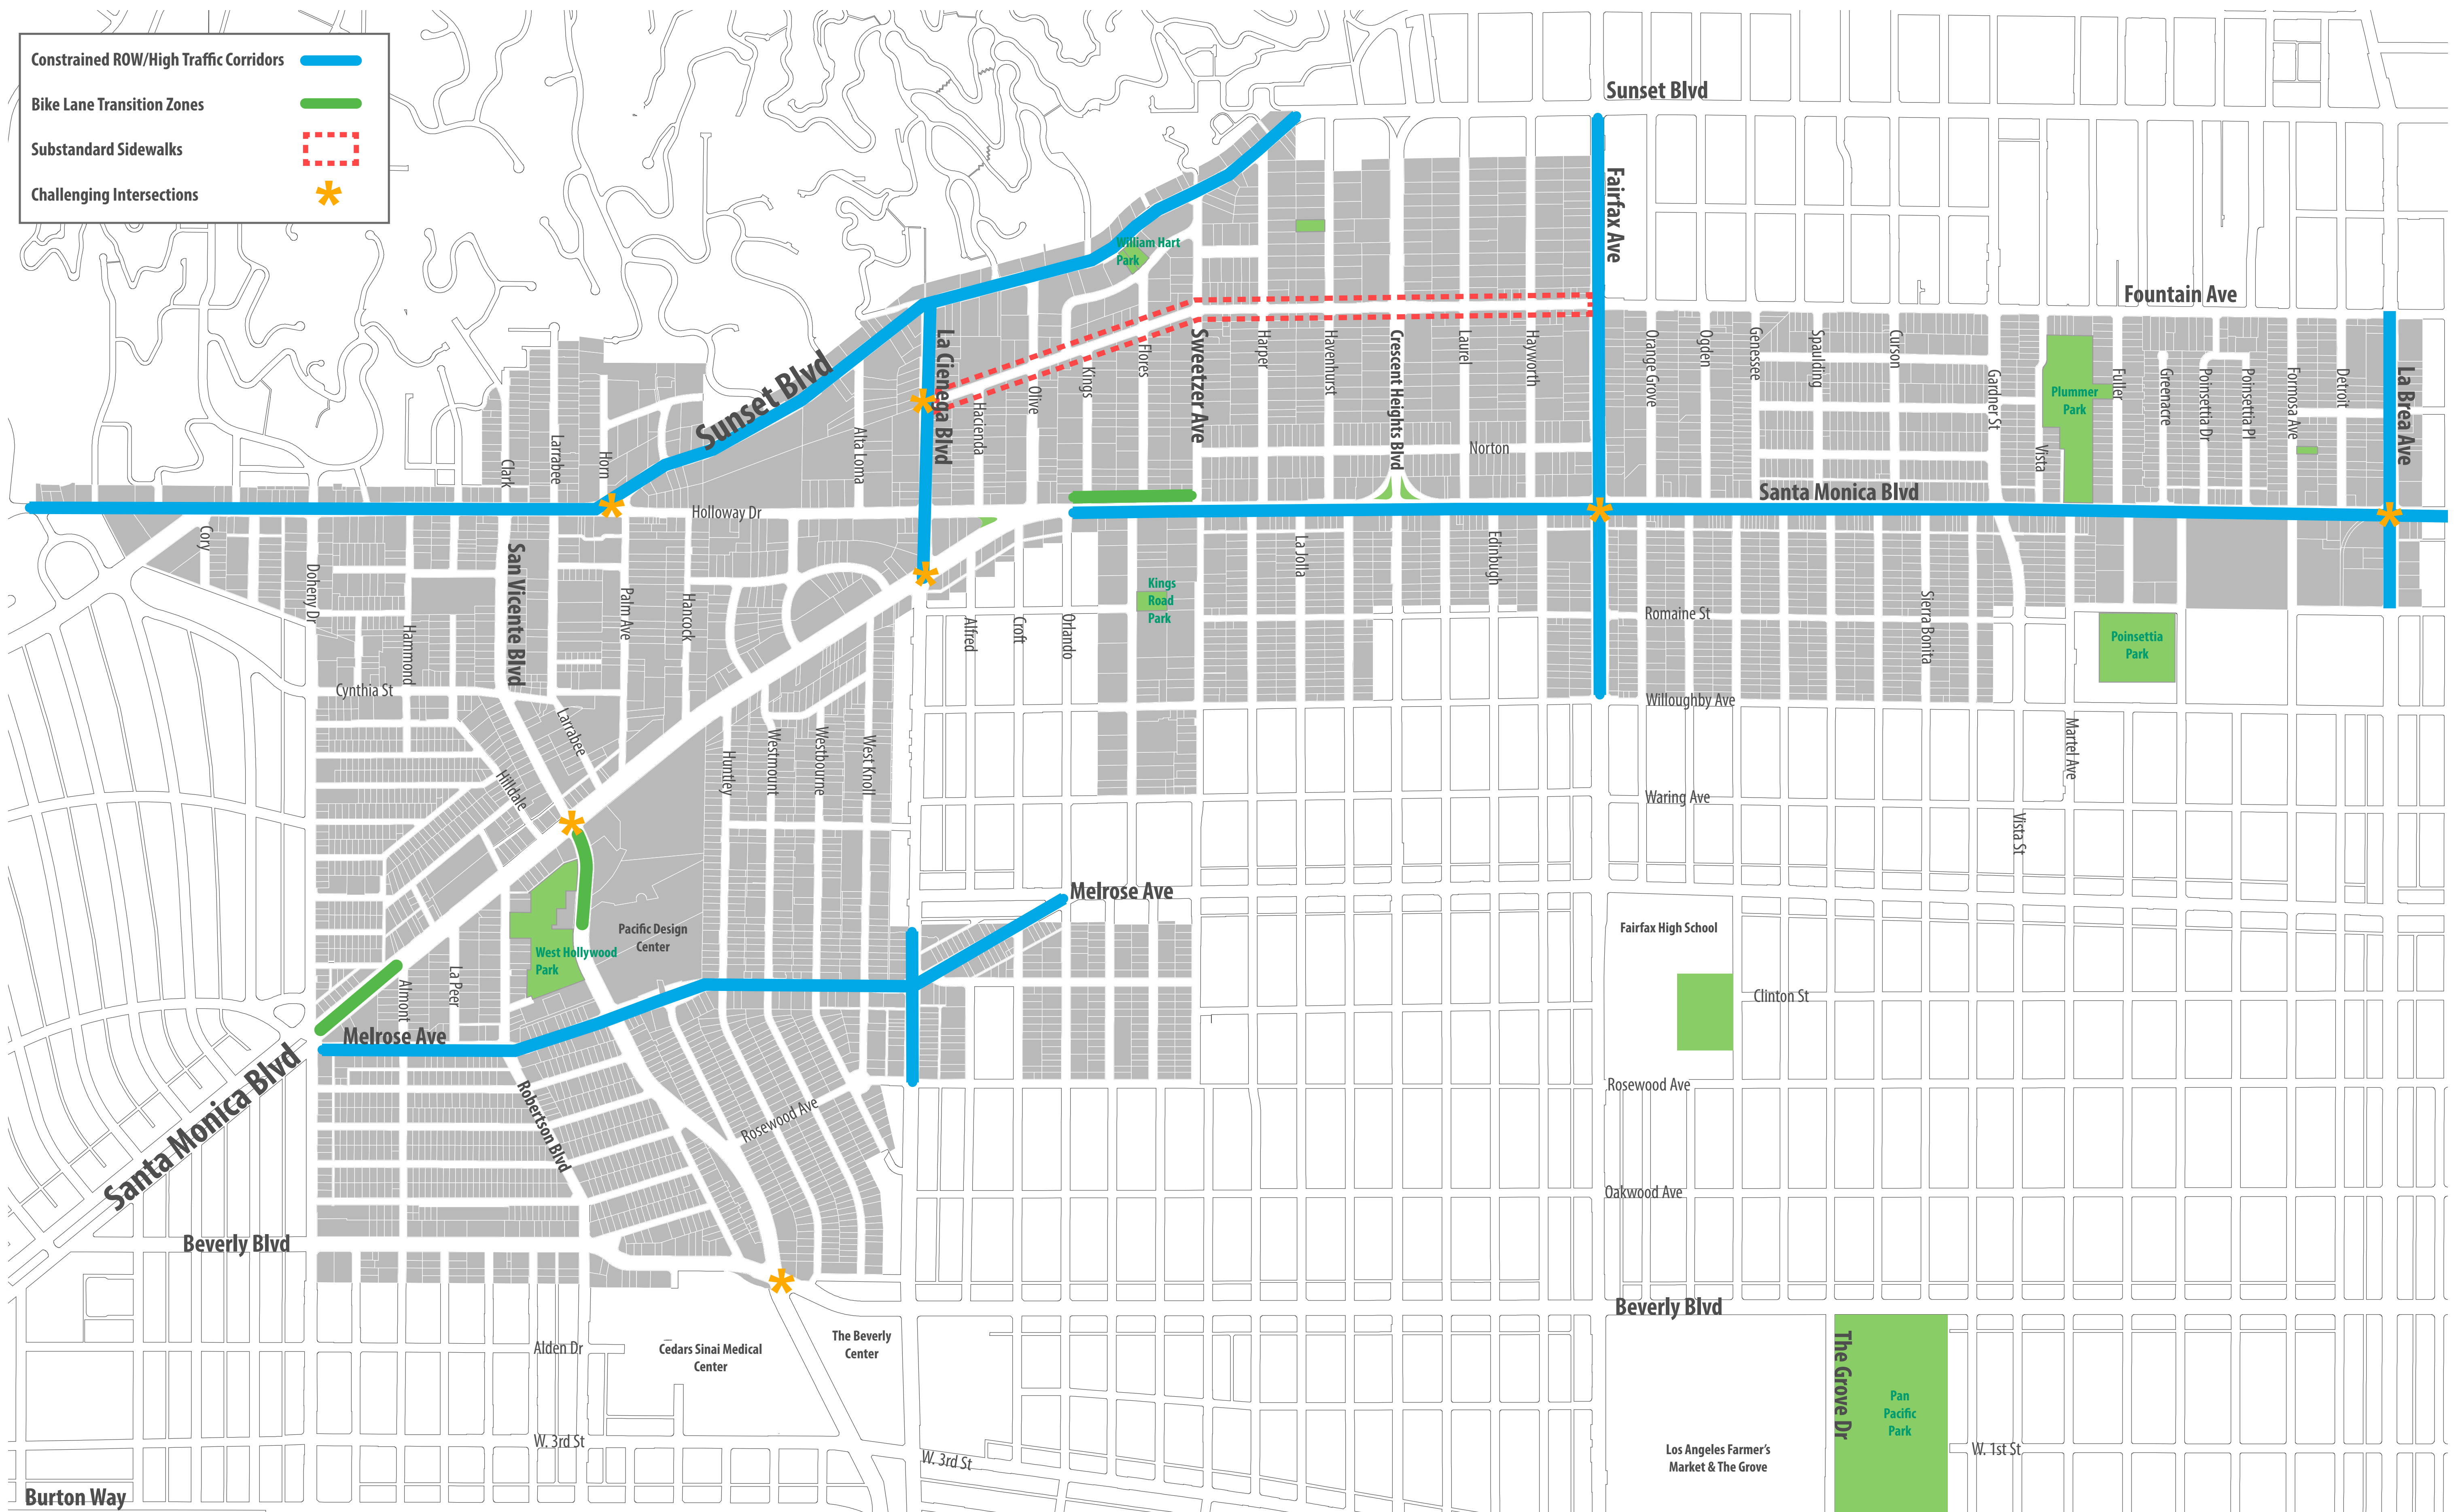 Constrained ROW/High Traffic Corridors
Bike Lane Transition Zones
Substandard Sidewalks
Challenging Intersections
Sunset Blvd
Fairfax Ave
William Hart
Park
Fountain Ave
Sunset Blvd
La Cienega Blvd
Alta Loma
Hacienda
Olive
Kings
Flores
Sweetzer Ave
Harper
Havenhurst
Crescent Heights Blvd
Laurel
Hayworth
Norton
Orange Grove
Ogden
Genessee
Spaulding
Curson
Gardner St
Vista
Plummer
Park
Fuller
Greenacre
Poinsettia Dr
Poinsettia Pl
Formosa Ave
Detroit
La Brea Ave
Clark
Larrabee
Horn
Holloway Dr
Santa Monica Blvd
Cory
Doheny Dr
Hammond
San Vicente Blvd
Palm Ave
Hancock
Cynthia St
Larrabee
Hilldale
Huntley
Westmount
Westbourne
West Knoll
Alfred
Croft
Orlando
Kings
Road
Park
La Jolla
Edinbugh
Romaine St
Sierra Bonita
Poinsettia
Park
Willoughby Ave
Martel Ave
Waring Ave
Vista St
Melrose Ave
Pacific Design
Center
West Hollywood
Park
La Peer
Almont
Melrose Ave
Santa Monica Blvd
Robertson Blvd
Rosewood Ave
Fairfax High School
Clinton St
Rosewood Ave
Oakwood Ave
Beverly Blvd
Beverly Blvd
Alden Dr
Cedars Sinai Medical
Center
The Beverly
Center
The Grove Dr
Pan
Pacific
Park
W. 3rd St
W. 3rd St
Los Angeles Farmer's
Market & The Grove
W. 1st St
Burton Way